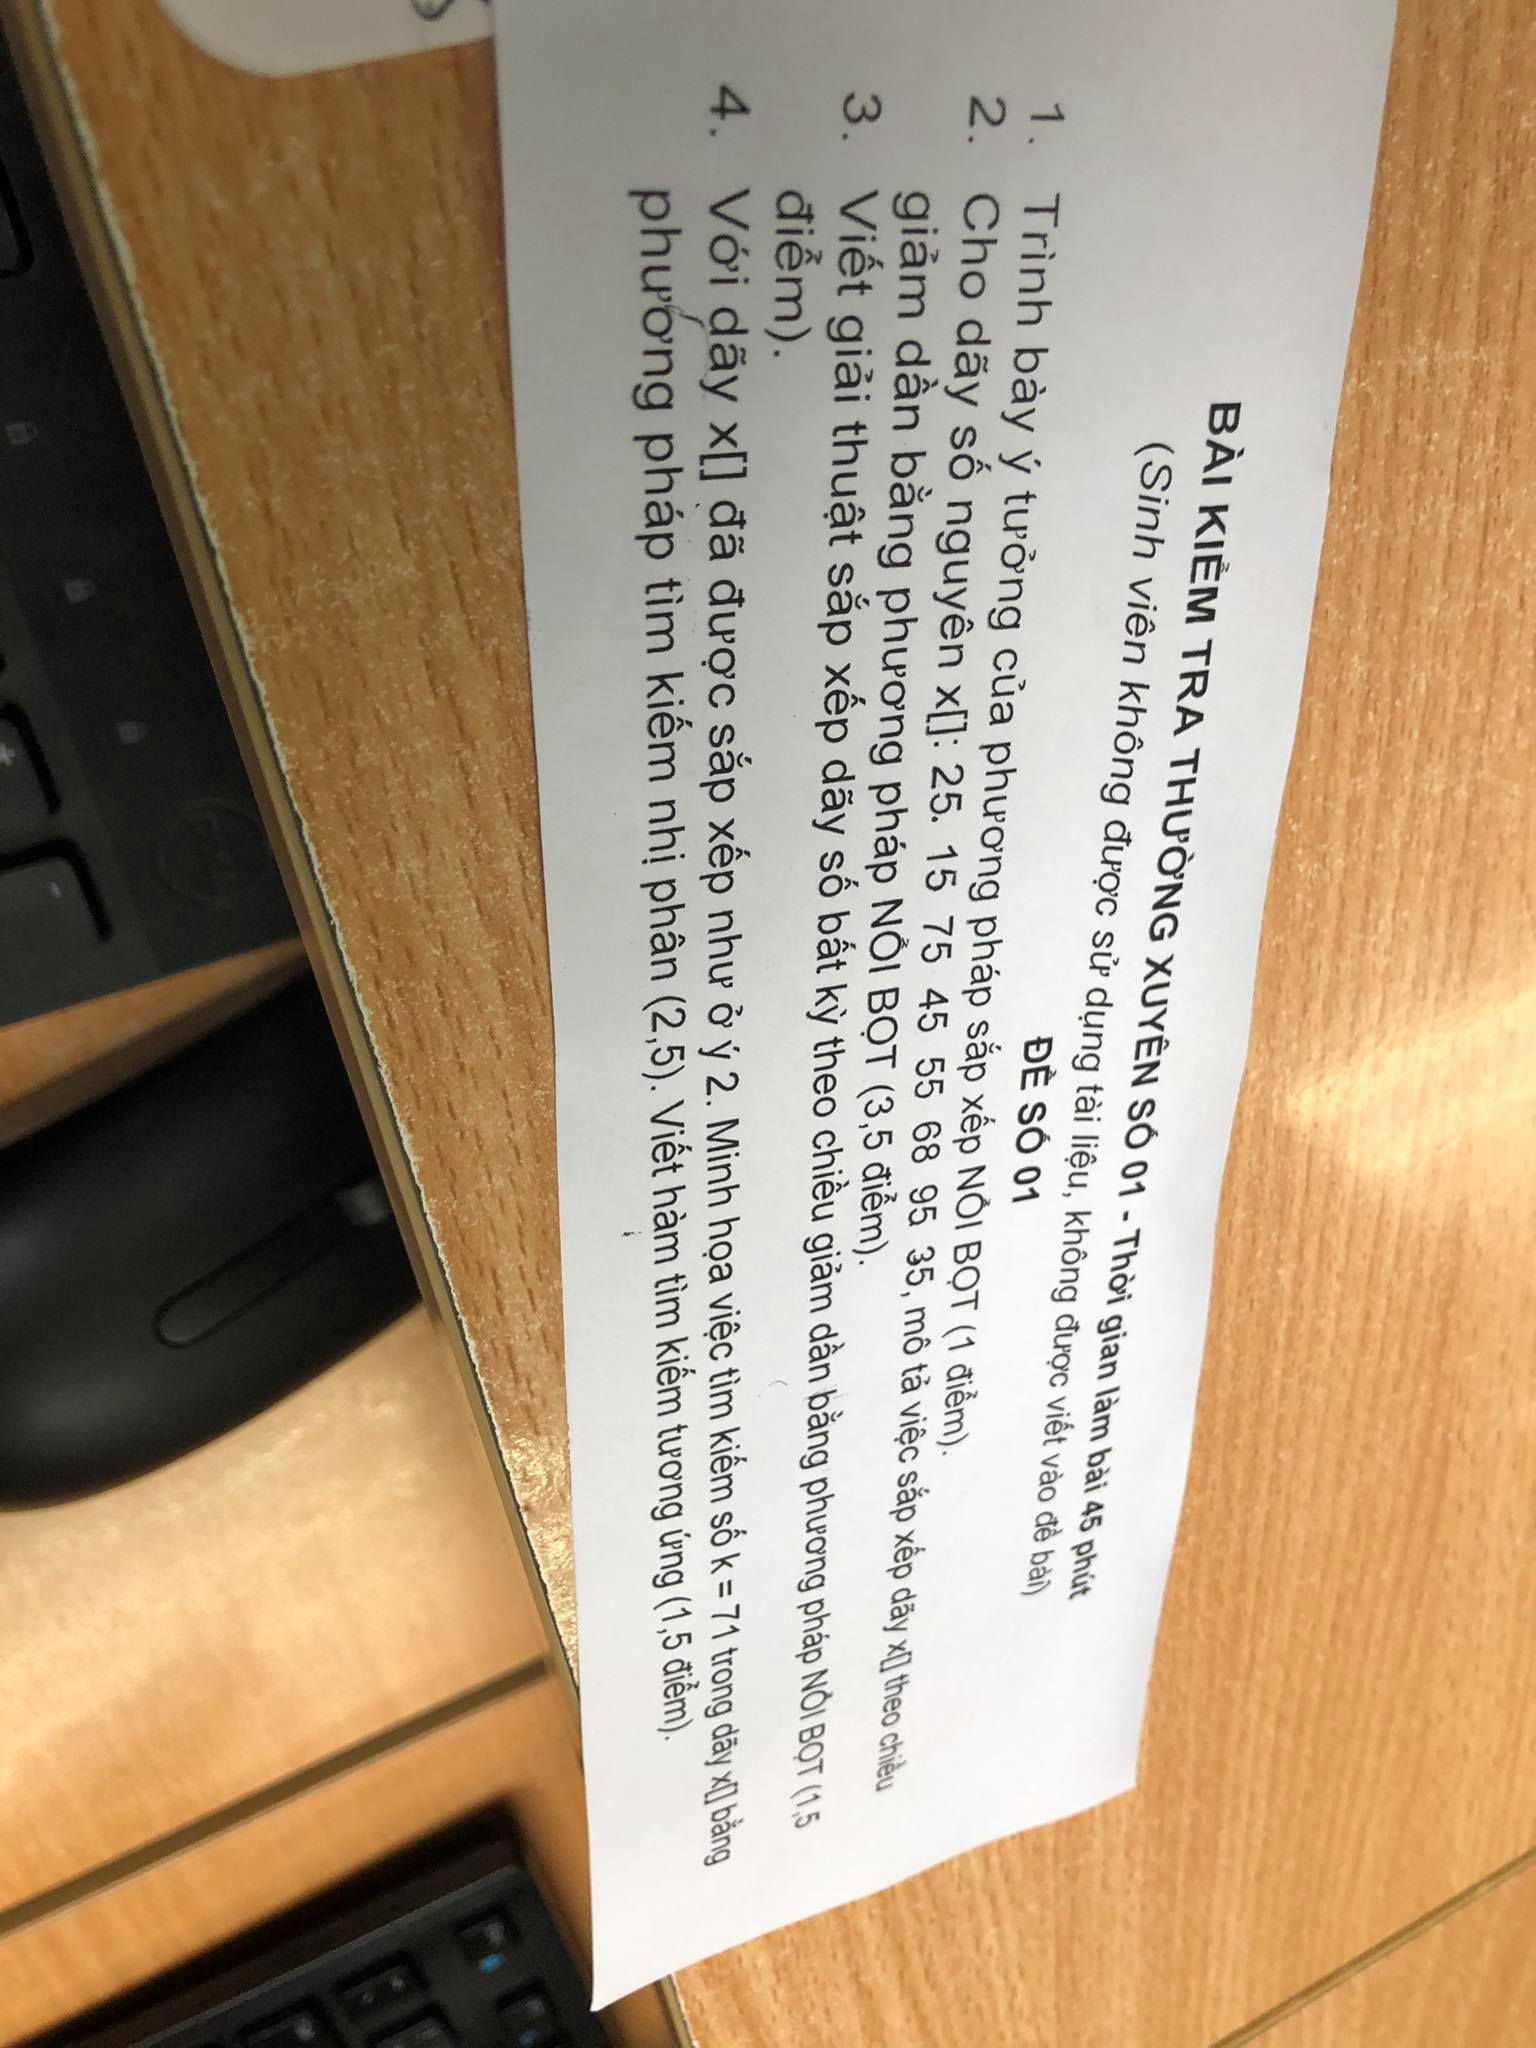 BÀI KIỂM TRA THƯỜNG XUYÊN SỐ 01 - Thời gian làm bài 45 phút
(Sinh viên không được sử dụng tài liệu, không được viết vào đề bài)
ĐỀ SỐ 01
1. Trình bày ý tưởng của phương pháp sắp xếp NỔI BỌT (1 điểm).
2. Cho dãy số nguyên x[]: 25. 15 75 45 55 68 95 35, mô tả việc sắp xếp dãy x[] theo chiều
giảm dần bằng phương pháp NỔI BỌT (3,5 điểm).
3. Viết giải thuật sắp xếp dãy số bất kỳ theo chiều giảm dần bằng phương pháp NỔI BỌT (1,5
điểm).
4. Với dãy x[] đã được sắp xếp như ở ý 2. Minh họa việc tìm kiếm số k = 71 trong dãy x[] bằng
phương pháp tìm kiếm nhị phân (2,5). Viết hàm tìm kiếm tương ứng (1,5 điểm).